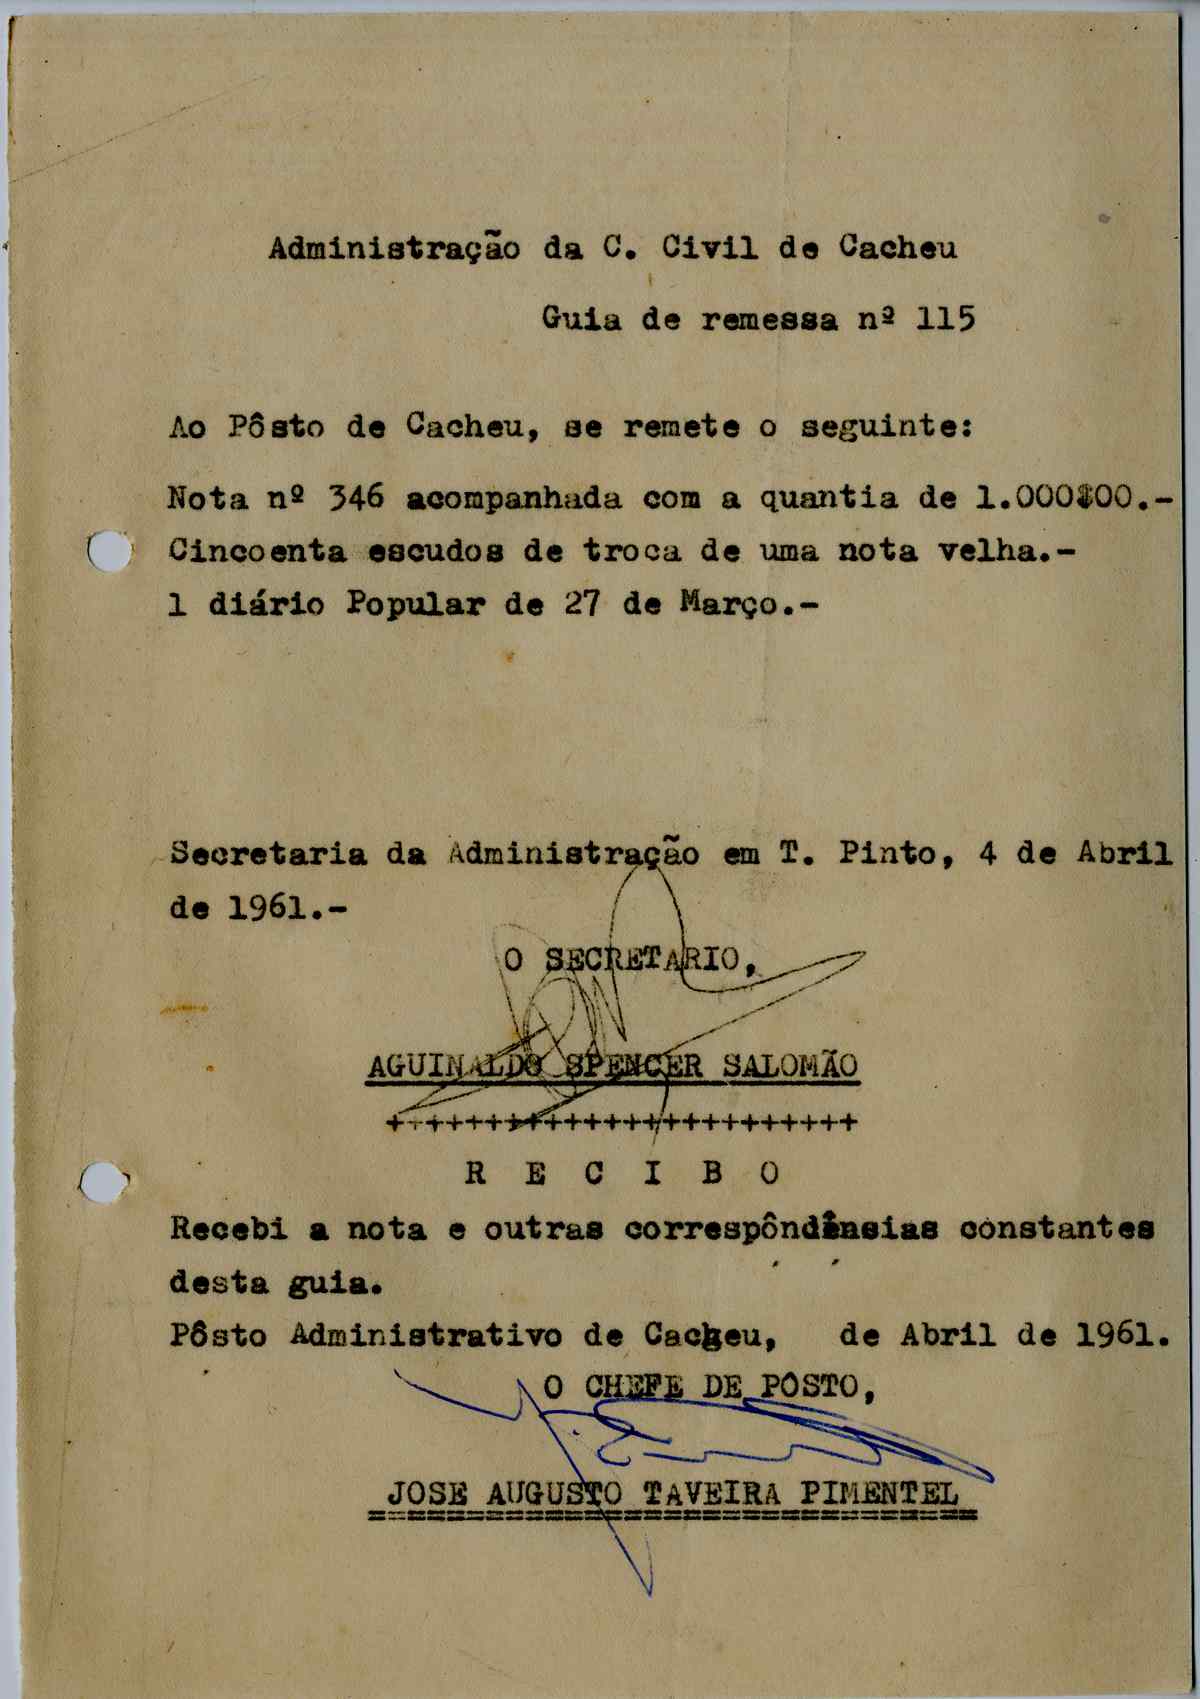 Administração da C. Civil de Cacheu
Guia de remessa nº 115
Ao Pôsto de Cacheu, se remete o seguinte:
Nota nº 346 acompanhada com a quantia de 1.000$00.-
Cincoenta escudos de troca de uma nota velha.-
1 diário Popular de 27 de Março.-
Secretaria da Administração em T. Pinto, 4 de Abril
de 1961.-
O SECRETARIO,
AGUINALDO SPENCER SALOMÃO
++++++++++++++++++++++++
R E C I B O
Recebi a nota e outras correspôndênsias constantes
desta guia.
Pôsto Administrativo de Cacheu, de Abril de 1961.
O CHEFE DE POSTO,
JOSE AUGUSTO TAVEIRA PIMENTEL
===============================